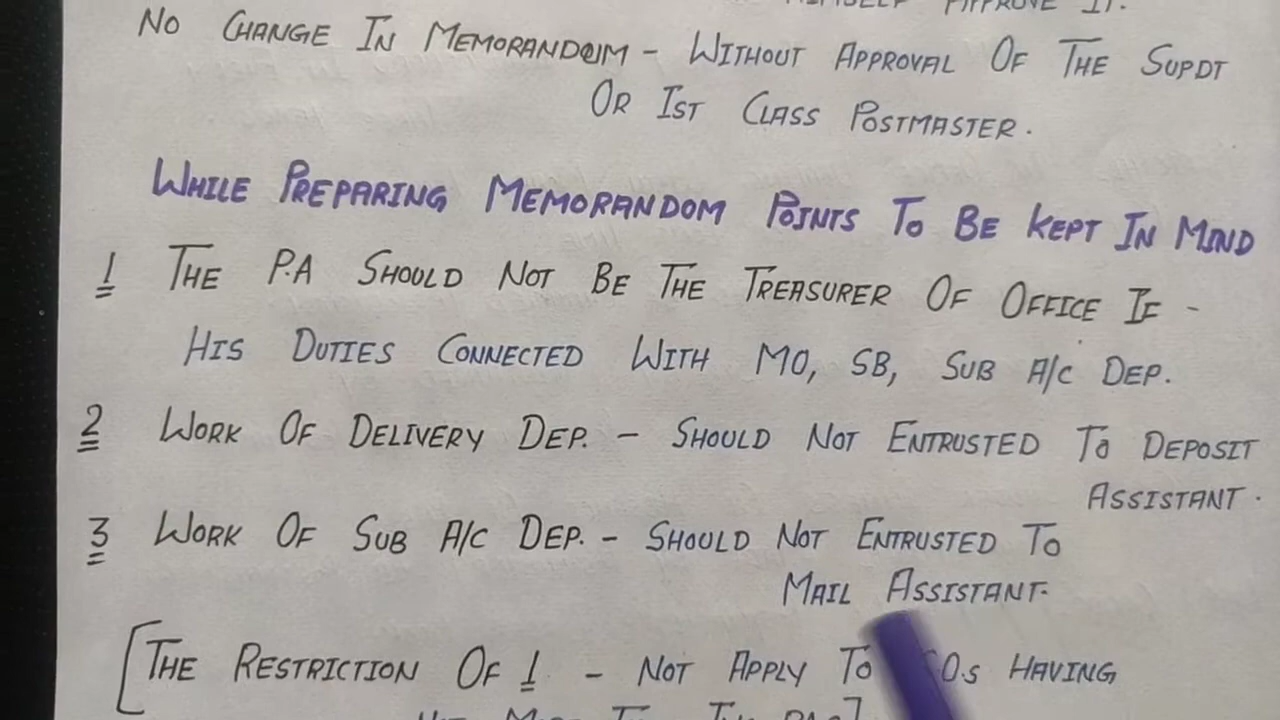 APPROVE IT.
NO CHANGE IN MEMORANDUM - WITHOUT APPROVAL OF THE SUPDT
OR IST CLASS POSTMASTER.
WHILE PREPARING MEMORANDOM POINTS TO BE KEPT IN MIND
1 THE P.A SHOULD NOT BE THE TREASURER OF OFFICE IF -
HIS DUTIES CONNECTED WITH MO, SB, SUB A/C DEP.
2 WORK OF DELIVERY DEP. - SHOULD NOT ENTRUSTED TO DEPOSIT
ASSISTANT.
3 WORK OF SUB A/C DEP. - SHOULD NOT ENTRUSTED TO
MAIL ASSISTANT.
[THE RESTRICTION OF 1 - NOT APPLY TO HAVING